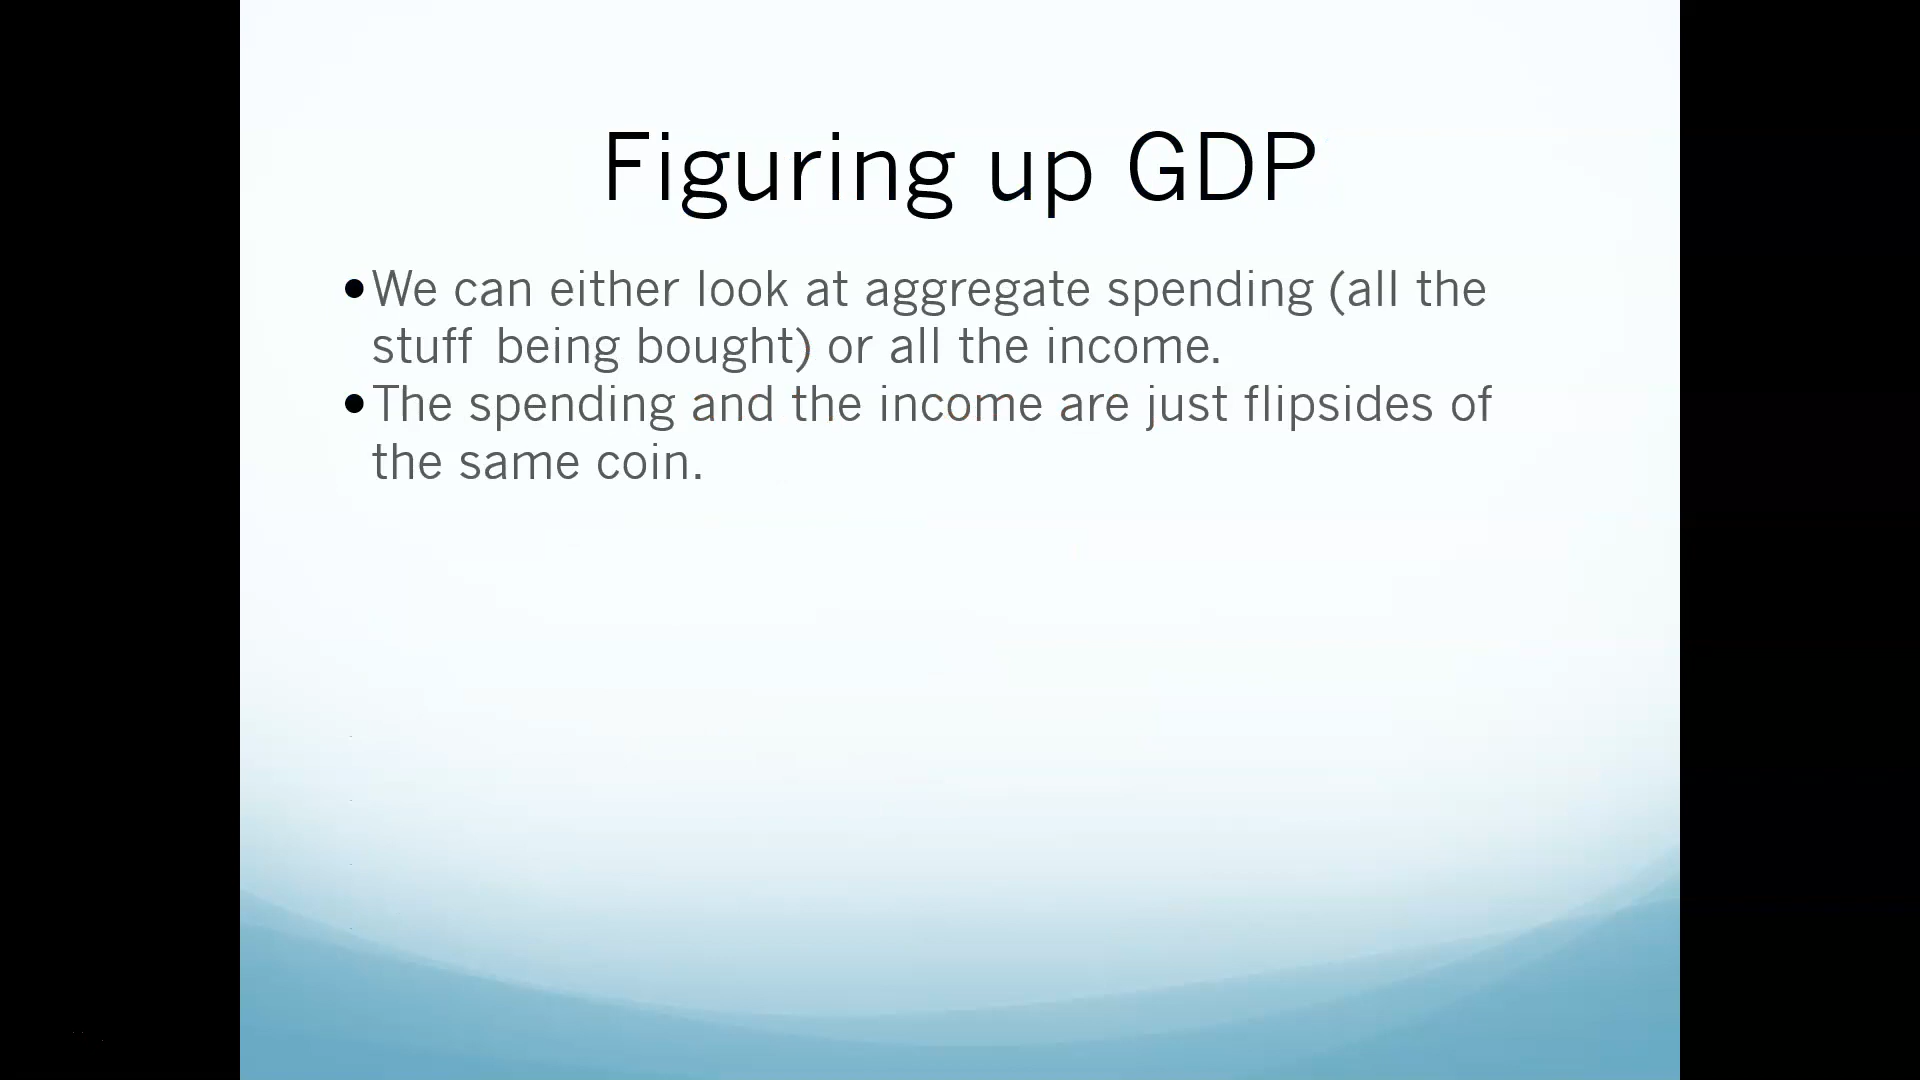 Figuring up GDP
•We can either look at aggregate spending (all the
stuff being bought) or all the income.
•The spending and the income are just flipsides of
the same coin.